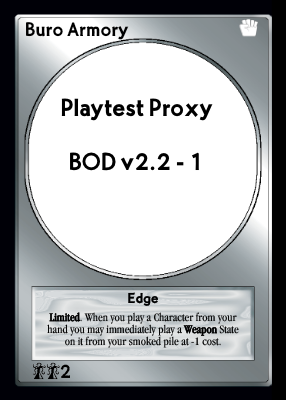 Buro Armory
Playtest Proxy
BOD v2.2 - 1
Edge
Limited. When you play a Character from your
hand you may immediately play a Weapon State
on it from your smoked pile at -1 cost.
2